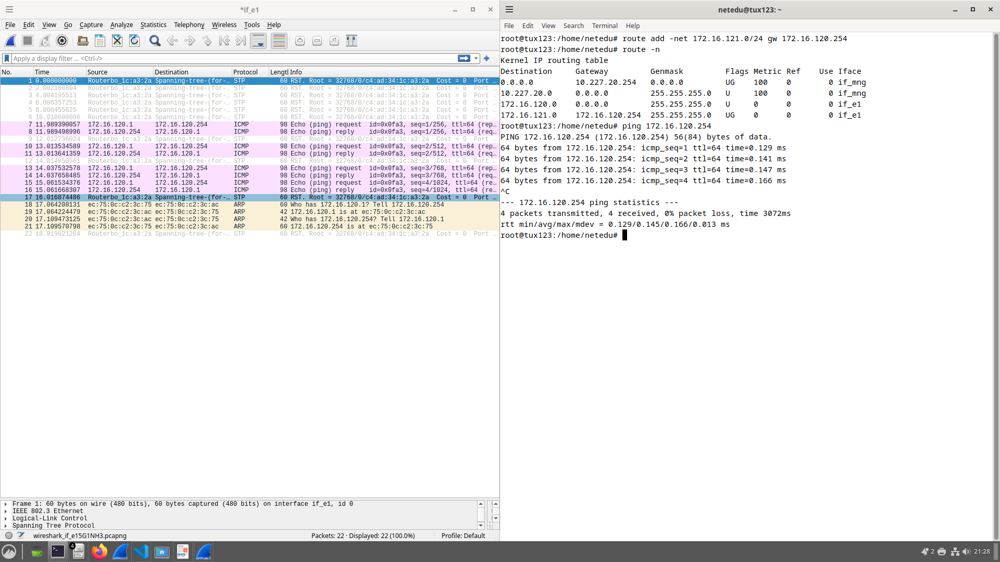 *if_e1
File Edit View Go Capture Analyze Statistics Telephony Wireless Tools Help
Apply a display filter ... <Ctrl-/>
No. Time Source Destination Protocol Lengtl Info
1 0.000000000 Routerbo_1c:a3:2a Spanning-tree-(for-… STP 60 RST. Root = 32768/0/c4:ad:34:1c:a3:2a Cost = 0 Port …
2 2.002160804 Routerbo_1c:a3:2a Spanning-tree-(for-… STP 60 RST. Root = 32768/0/c4:ad:34:1c:a3:2a Cost = 0 Port …
3 4.004195513 Routerbo_1c:a3:2a Spanning-tree-(for-… STP 60 RST. Root = 32768/0/c4:ad:34:1c:a3:2a Cost = 0 Port …
4 6.006357253 Routerbo_1c:a3:2a Spanning-tree-(for-… STP 60 RST. Root = 32768/0/c4:ad:34:1c:a3:2a Cost = 0 Port …
5 8.008455625 Routerbo_1c:a3:2a Spanning-tree-(for-… STP 60 RST. Root = 32768/0/c4:ad:34:1c:a3:2a Cost = 0 Port …
6 10.010600086 Routerbo_1c:a3:2a Spanning-tree-(for-… STP 60 RST. Root = 32768/0/c4:ad:34:1c:a3:2a Cost = 0 Port …
7 11.989390057 172.16.120.1 172.16.120.254 ICMP 98 Echo (ping) request id=0x0fa3, seq=1/256, ttl=64 (rep…
8 11.989498996 172.16.120.254 172.16.120.1 ICMP 98 Echo (ping) reply id=0x0fa3, seq=1/256, ttl=64 (req…
9 12.012736024 Routerbo_1c:a3:2a Spanning-tree-(for-… STP 60 RST. Root = 32768/0/c4:ad:34:1c:a3:2a Cost = 0 Port …
10 13.013534589 172.16.120.1 172.16.120.254 ICMP 98 Echo (ping) request id=0x0fa3, seq=2/512, ttl=64 (rep…
11 13.013641359 172.16.120.254 172.16.120.1 ICMP 98 Echo (ping) reply id=0x0fa3, seq=2/512, ttl=64 (req…
12 14.014850561 Routerbo_1c:a3:2a Spanning-tree-(for-… STP 60 RST. Root = 32768/0/c4:ad:34:1c:a3:2a Cost = 0 Port …
13 14.037532578 172.16.120.1 172.16.120.254 ICMP 98 Echo (ping) request id=0x0fa3, seq=3/768, ttl=64 (rep…
14 14.037658485 172.16.120.254 172.16.120.1 ICMP 98 Echo (ping) reply id=0x0fa3, seq=3/768, ttl=64 (req…
15 15.061534376 172.16.120.1 172.16.120.254 ICMP 98 Echo (ping) request id=0x0fa3, seq=4/1024, ttl=64 (re…
16 15.061668307 172.16.120.254 172.16.120.1 ICMP 98 Echo (ping) reply id=0x0fa3, seq=4/1024, ttl=64 (re…
17 16.016874486 Routerbo_1c:a3:2a Spanning-tree-(for-… STP 60 RST. Root = 32768/0/c4:ad:34:1c:a3:2a Cost = 0 Port …
18 17.064208131 ec:75:0c:c2:3c:75 ec:75:0c:c2:3c:ac ARP 60 Who has 172.16.120.1? Tell 172.16.120.254
19 17.064224479 ec:75:0c:c2:3c:ac ec:75:0c:c2:3c:75 ARP 42 172.16.120.1 is at ec:75:0c:c2:3c:ac
20 17.109473125 ec:75:0c:c2:3c:ac ec:75:0c:c2:3c:75 ARP 42 Who has 172.16.120.254? Tell 172.16.120.1
21 17.109570798 ec:75:0c:c2:3c:75 ec:75:0c:c2:3c:ac ARP 60 172.16.120.254 is at ec:75:0c:c2:3c:75
22 18.019021264 Routerbo_1c:a3:2a Spanning-tree-(for-… STP 60 RST. Root = 32768/0/c4:ad:34:1c:a3:2a Cost = 0 Port …
Frame 1: 60 bytes on wire (480 bits), 60 bytes captured (480 bits) on interface if_e1, id 0
IEEE 802.3 Ethernet
Logical-Link Control
Spanning Tree Protocol
wireshark_if_e15G1NH3.pcapng Packets: 22 · Displayed: 22 (100.0%) Profile: Default
netedu@tux123: ~
File Edit View Search Terminal Help
root@tux123:/home/netedu# route add -net 172.16.121.0/24 gw 172.16.120.254
root@tux123:/home/netedu# route -n
Kernel IP routing table
Destination Gateway Genmask Flags Metric Ref Use Iface
0.0.0.0 10.227.20.254 0.0.0.0 UG 100 0 0 if_mng
10.227.20.0 0.0.0.0 255.255.255.0 U 100 0 0 if_mng
172.16.120.0 0.0.0.0 255.255.255.0 U 0 0 0 if_e1
172.16.121.0 172.16.120.254 255.255.255.0 UG 0 0 0 if_e1
root@tux123:/home/netedu# ping 172.16.120.254
PING 172.16.120.254 (172.16.120.254) 56(84) bytes of data.
64 bytes from 172.16.120.254: icmp_seq=1 ttl=64 time=0.129 ms
64 bytes from 172.16.120.254: icmp_seq=2 ttl=64 time=0.141 ms
64 bytes from 172.16.120.254: icmp_seq=3 ttl=64 time=0.147 ms
64 bytes from 172.16.120.254: icmp_seq=4 ttl=64 time=0.166 ms
^C
--- 172.16.120.254 ping statistics ---
4 packets transmitted, 4 received, 0% packet loss, time 3072ms
rtt min/avg/max/mdev = 0.129/0.145/0.166/0.013 ms
root@tux123:/home/netedu#
4
2 21:28